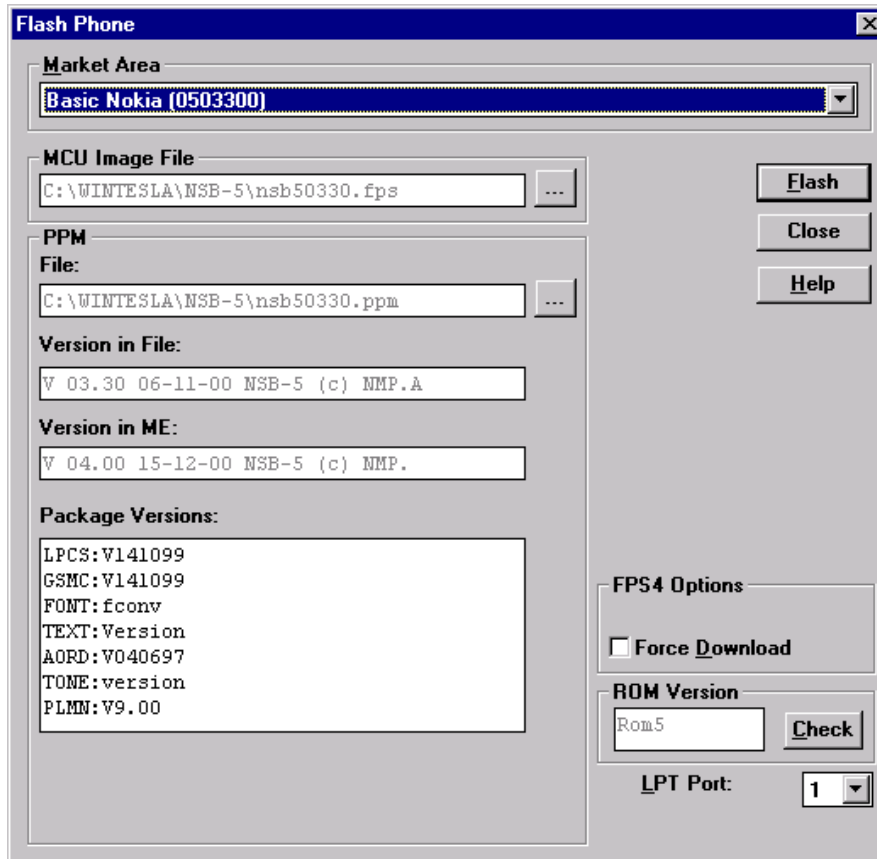 Flash Phone
Market Area
Basic Nokia (0503300)
MCU Image File
C:\WINTESLA\NSB-5\nsb50330.fps
...
Flash
Close
Help
PPM
File:
C:\WINTESLA\NSB-5\nsb50330.ppm
...
Version in File:
V 03.30 06-11-00 NSB-5 (c) NMP.A
Version in ME:
V 04.00 15-12-00 NSB-5 (c) NMP.
Package Versions:
LPCS:V141099
GSMC:V141099
FONT:fconv
TEXT:Version
AORD:V040697
TONE:version
PLMN:V9.00
FPS4 Options
Force Download
ROM Version
Rom5
Check
LPT Port:
1